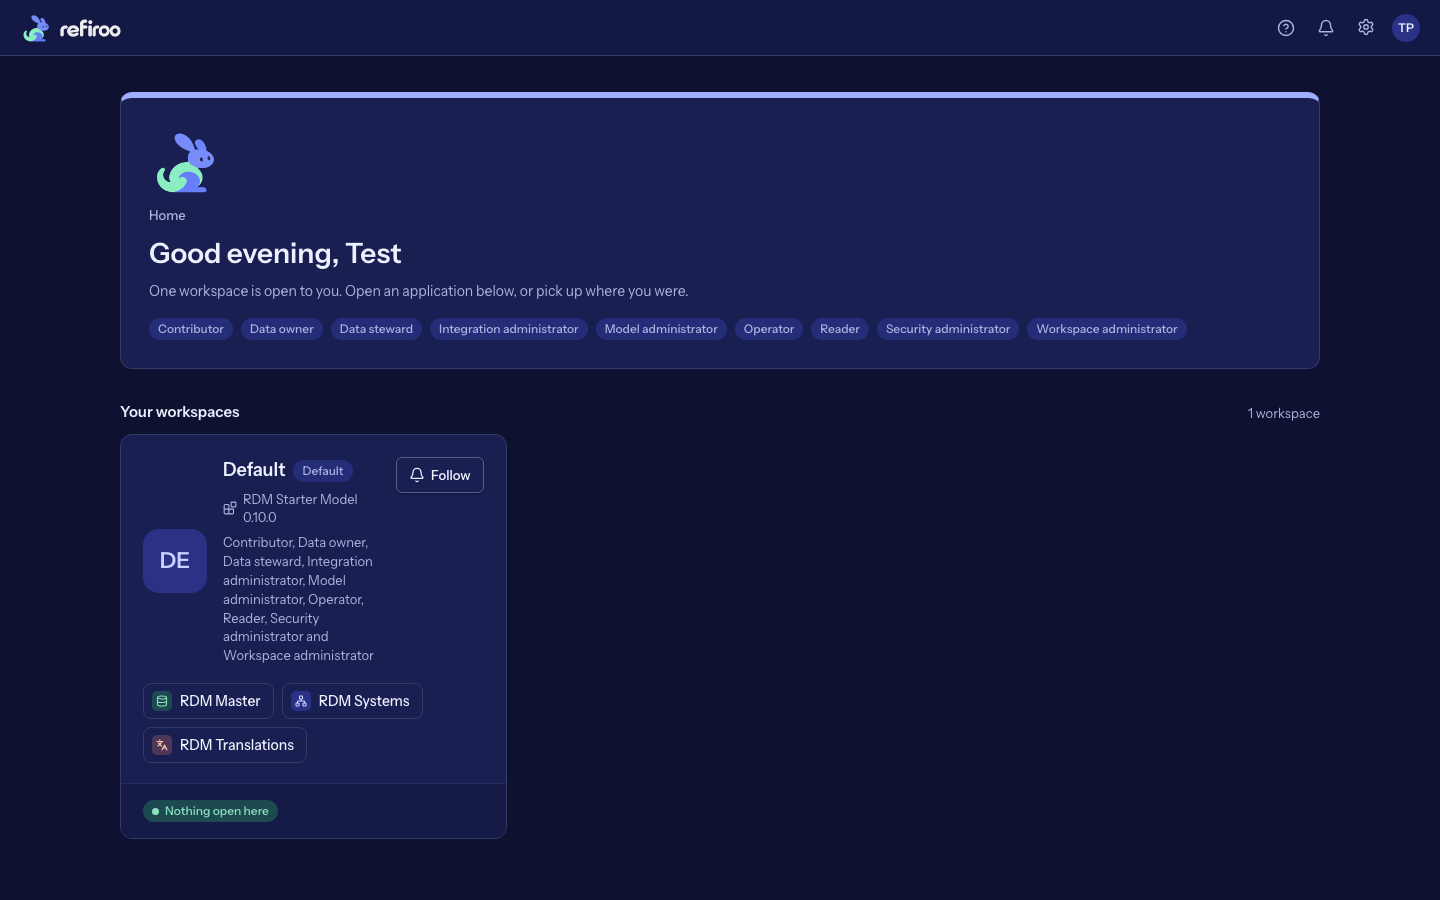 refiroo
TP
Home
Good evening, Test
One workspace is open to you. Open an application below, or pick up where you were.
Contributor Data owner Data steward Integration administrator Model administrator Operator Reader Security administrator Workspace administrator
Your workspaces
1 workspace
DE
Default Default
Follow
RDM Starter Model
0.10.0
Contributor, Data owner,
Data steward, Integration
administrator, Model
administrator, Operator,
Reader, Security
administrator and
Workspace administrator
RDM Master RDM Systems
RDM Translations
Nothing open here